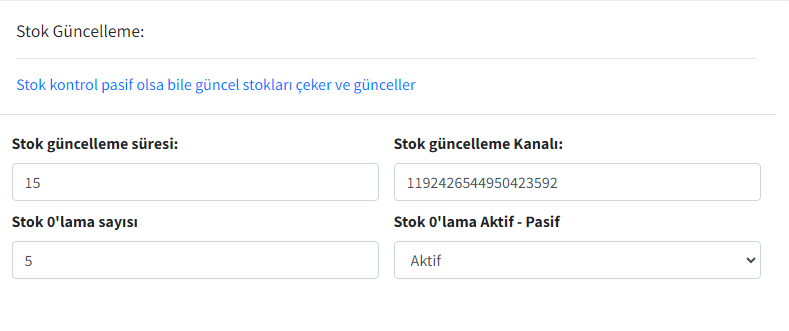 Stok Güncelleme:
Stok kontrol pasif olsa bile güncel stokları çeker ve günceller
Stok güncelleme süresi:
Stok güncelleme Kanalı:
15
1192426544950423592
Stok 0'lama sayısı
Stok 0'lama Aktif - Pasif
5
Aktif